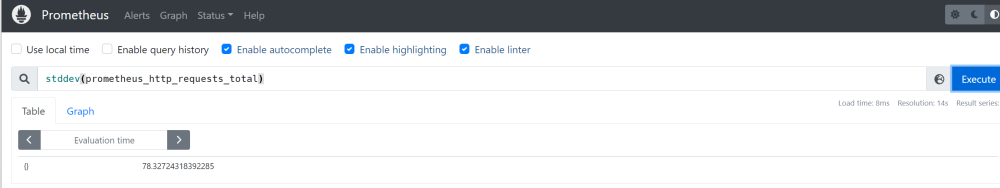 Prometheus Alerts Graph Status Help
Use local time Enable query history Enable autocomplete Enable highlighting Enable linter
stddev(prometheus_http_requests_total) Execute
Load time: 8ms Resolution: 14s Result series:
Table Graph
Evaluation time
{} 78.32724318392285